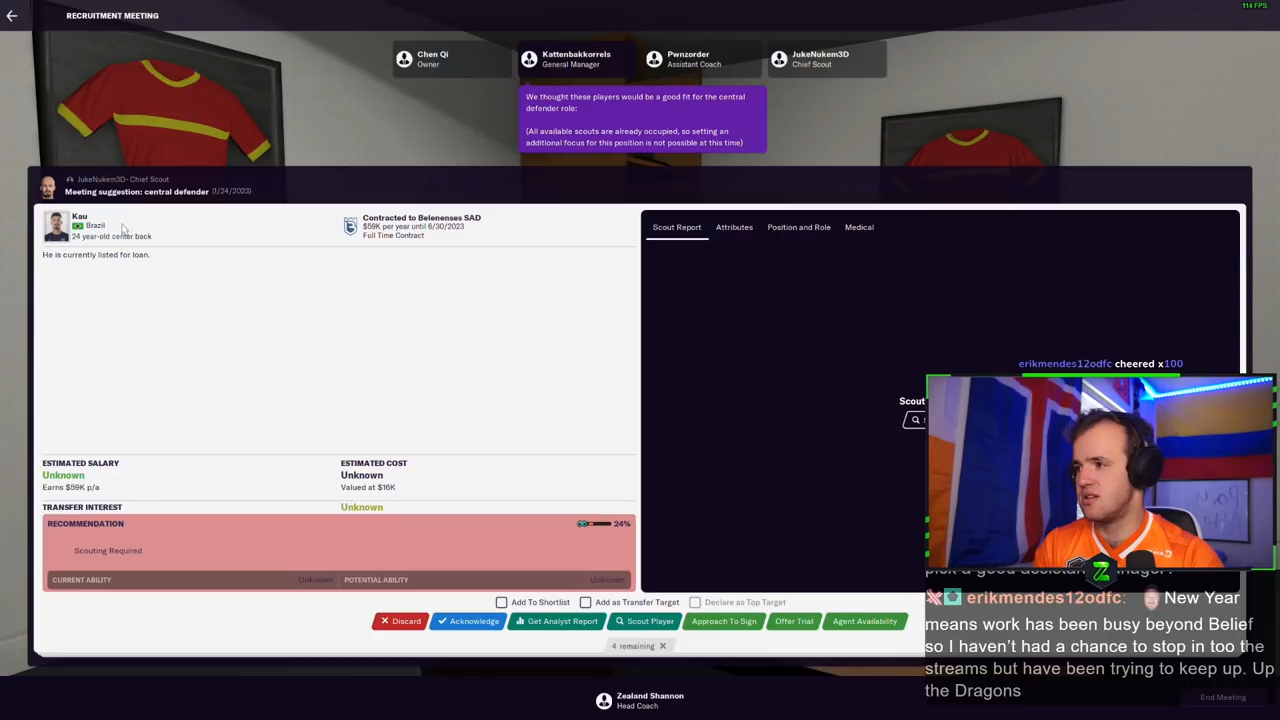 114 FPS
RECRUITMENT MEETING
Chen Qi
Owner
Kattenbakkorrels
General Manager
Pwnzorder
Assistant Coach
JukeNukem3D
Chief Scout
We thought these players would be a good fit for the central
defender role:
(All available scouts are already occupied, so setting an
additional focus for this position is not possible at this time)
JukeNukem3D- Chief Scout
Meeting suggestion: central defender (1/24/2023)
Kau
Brazil
24 year-old center back
Contracted to Belenenses SAD
$59K per year until 6/30/2023
Full Time Contract
He is currently listed for loan.
Scout Report
Attributes
Position and Role
Medical
erikmendes12odfc cheered x100
Scou
ESTIMATED SALARY
Unknown
Earns $59K p/a
ESTIMATED COST
Unknown
Valued at $16K
TRANSFER INTEREST
Unknown
RECOMMENDATION
24%
Scouting Required
CURRENT ABILITY
Unknown
POTENTIAL ABILITY
Unknown
Add To Shortlist
Add as Transfer Target
Declare as Top Target
Discard
Acknowledge
Get Analyst Report
Scout Player
Approach To Sign
Offer Trial
Agent Availability
4 remaining
erikmendes12odfc: New Year
means work has been busy beyond Belief
so I haven't had a chance to stop in too the
streams but have been trying to keep up. Up
the Dragons
Zealand Shannon
Head Coach
End Meeting